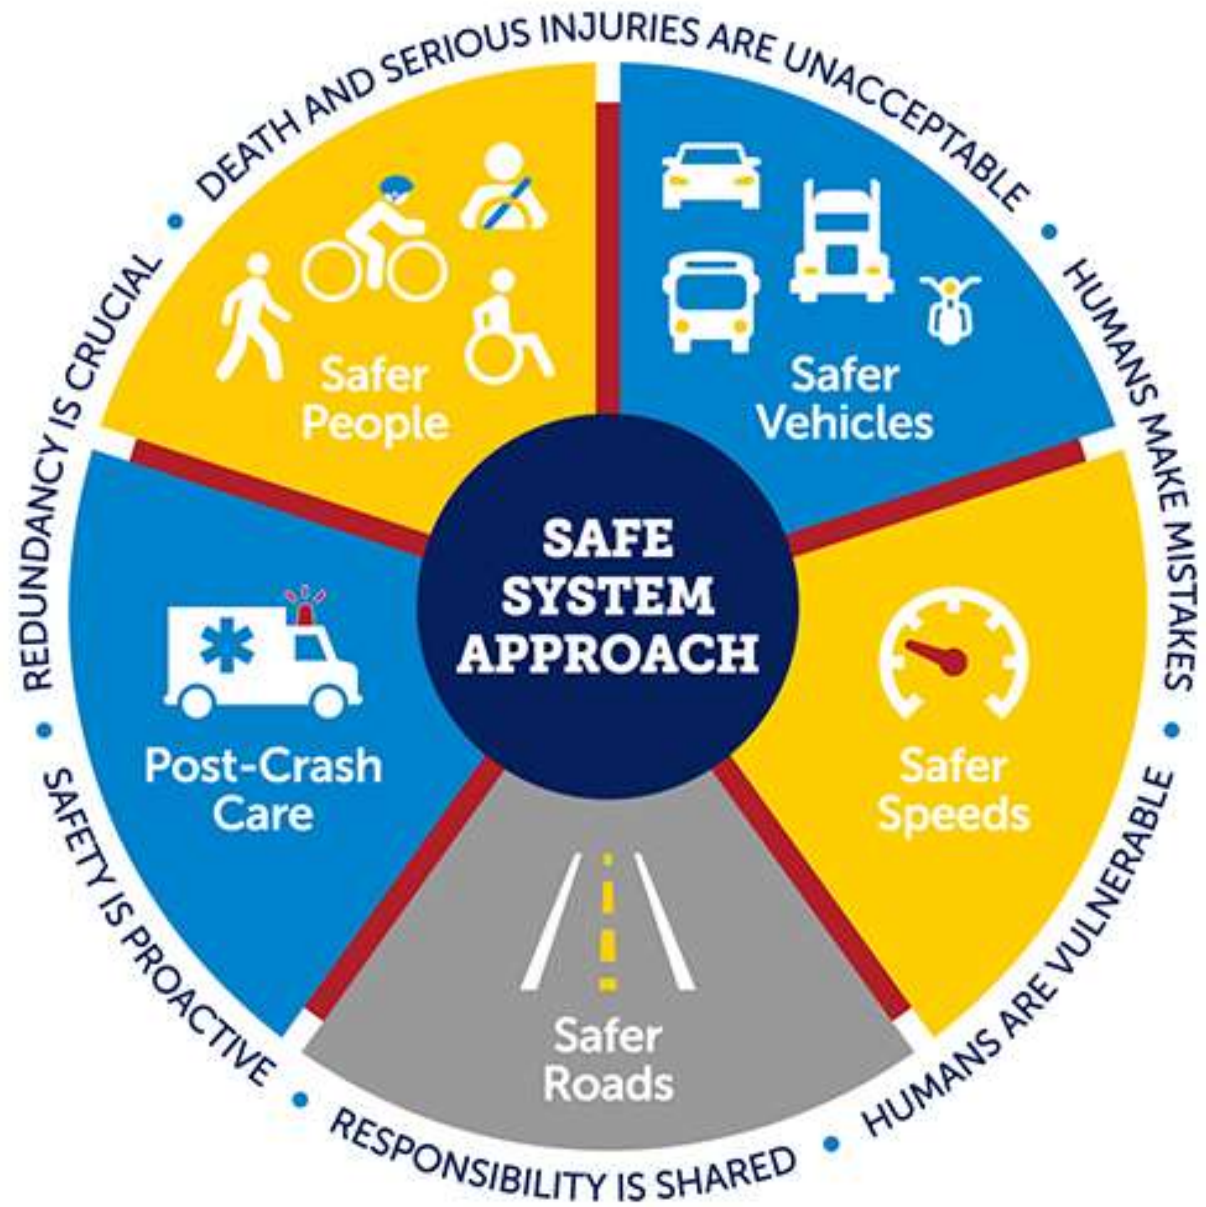 DEATH AND SERIOUS INJURIES ARE UNACCEPTABLE
HUMANS MAKE MISTAKES
HUMANS ARE VULNERABLE
RESPONSIBILITY IS SHARED
SAFETY IS PROACTIVE
REDUNDANCY IS CRUCIAL
Safer
People
Safer
Vehicles
SAFE
SYSTEM
APPROACH
Safer
Speeds
Safer
Roads
Post-Crash
Care